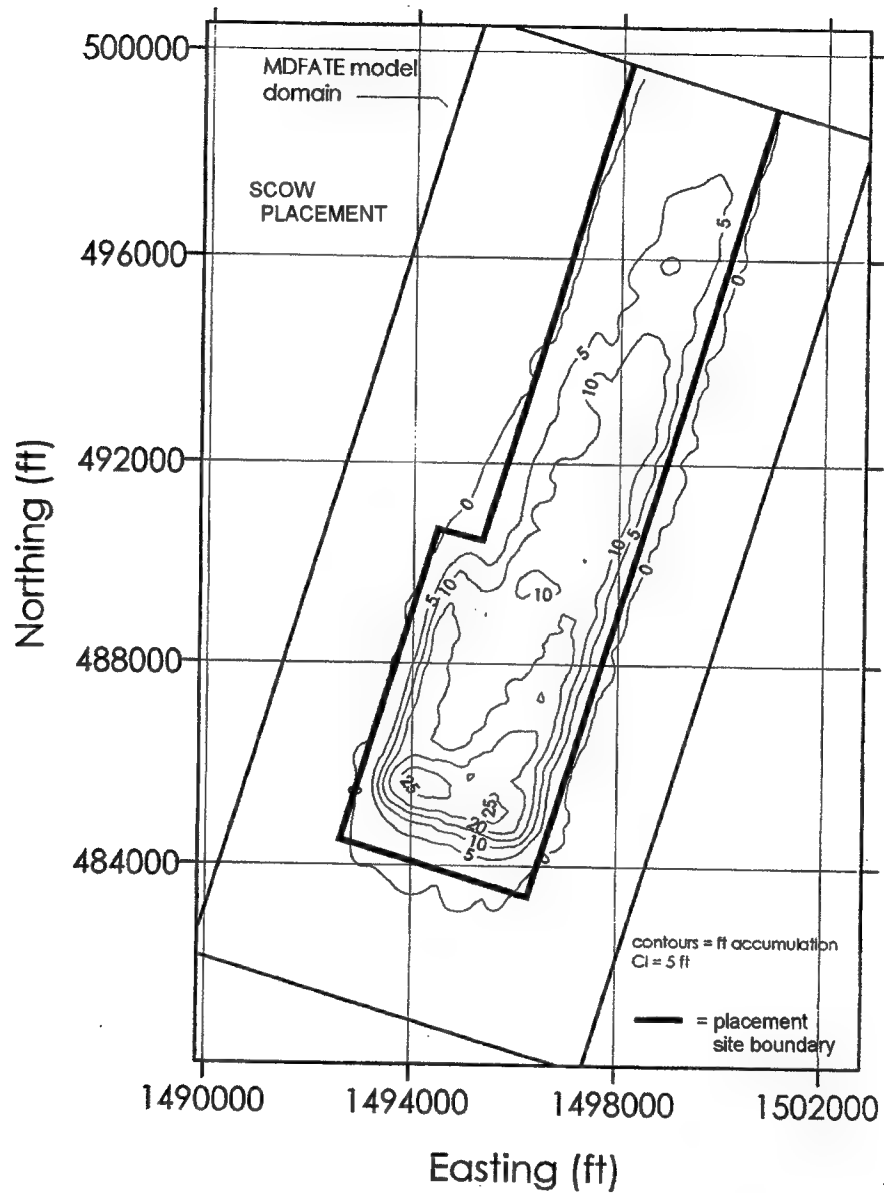 500000
MDFATE model
domain
SCOW
PLACEMENT
5
496000
0
5
10
492000
0
10
5
0
10
5
10
488000
0
25
25
20
10
5
0
484000
contours = ft accumulation
CI = 5 ft
= placement
site boundary
1490000
1494000
1498000
1502000
Northing (ft)
Easting (ft)